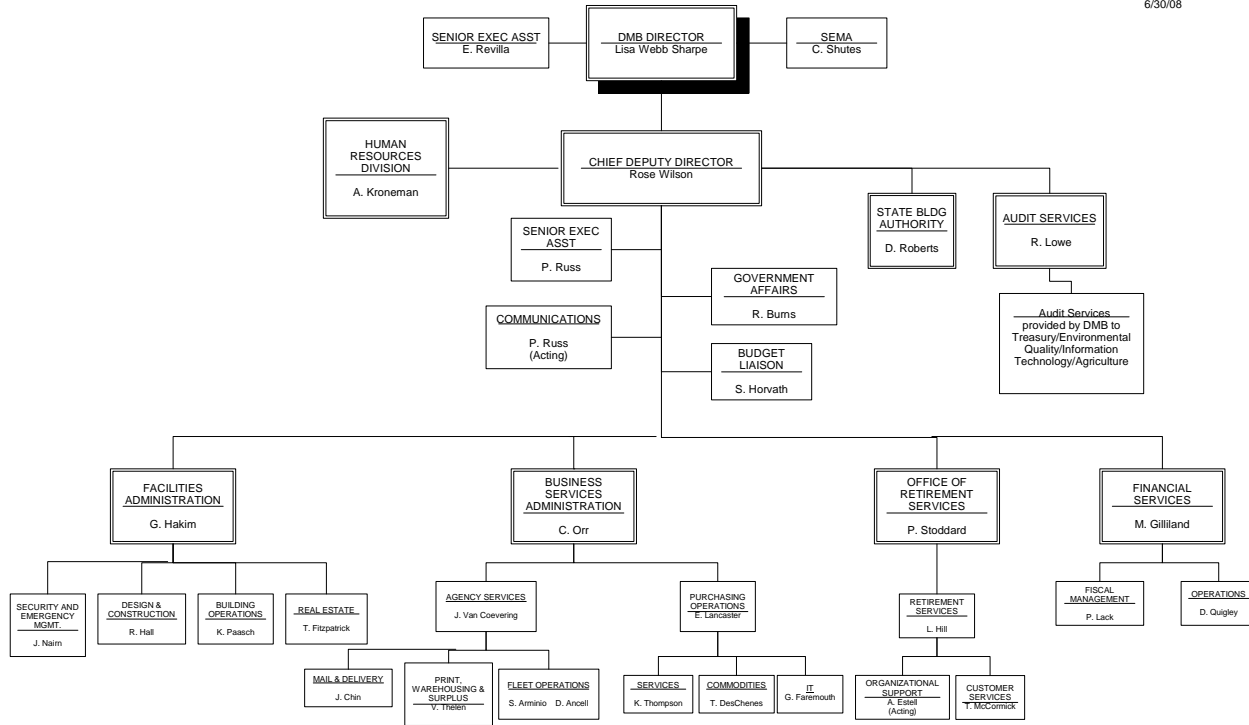 6/30/08
SENIOR EXEC ASST
E. Revilla
DMB DIRECTOR
Lisa Webb Sharpe
SEMA
C. Shutes
HUMAN
RESOURCES
DIVISION
A. Kroneman
CHIEF DEPUTY DIRECTOR
Rose Wilson
STATE BLDG
AUTHORITY
D. Roberts
AUDIT SERVICES
R. Lowe
SENIOR EXEC
ASST
P. Russ
GOVERNMENT
AFFAIRS
R. Burns
Audit Services
provided by DMB to
Treasury/Environmental
Quality/Information
Technology/Agriculture
COMMUNICATIONS
P. Russ
(Acting)
BUDGET
LIAISON
S. Horvath
FACILITIES
ADMINISTRATION
G. Hakim
BUSINESS
SERVICES
ADMINISTRATION
C. Orr
OFFICE OF
RETIREMENT
SERVICES
P. Stoddard
FINANCIAL
SERVICES
M. Gilliland
SECURITY AND
EMERGENCY
MGMT.
J. Nairn
DESIGN &
CONSTRUCTION
R. Hall
BUILDING
OPERATIONS
K. Paasch
REAL ESTATE
T. Fitzpatrick
AGENCY SERVICES
J. Van Coevering
PURCHASING
OPERATIONS
E. Lancaster
RETIREMENT
SERVICES
L. Hill
FISCAL
MANAGEMENT
P. Lack
OPERATIONS
D. Quigley
MAIL & DELIVERY
J. Chin
PRINT,
WAREHOUSING &
SURPLUS
V. Thelen
FLEET OPERATIONS
S. Arminio D. Ancell
SERVICES
K. Thompson
COMMODITIES
T. DesChenes
IT
G. Faremouth
ORGANIZATIONAL
SUPPORT
A. Estell
(Acting)
CUSTOMER
SERVICES
T. McCormick